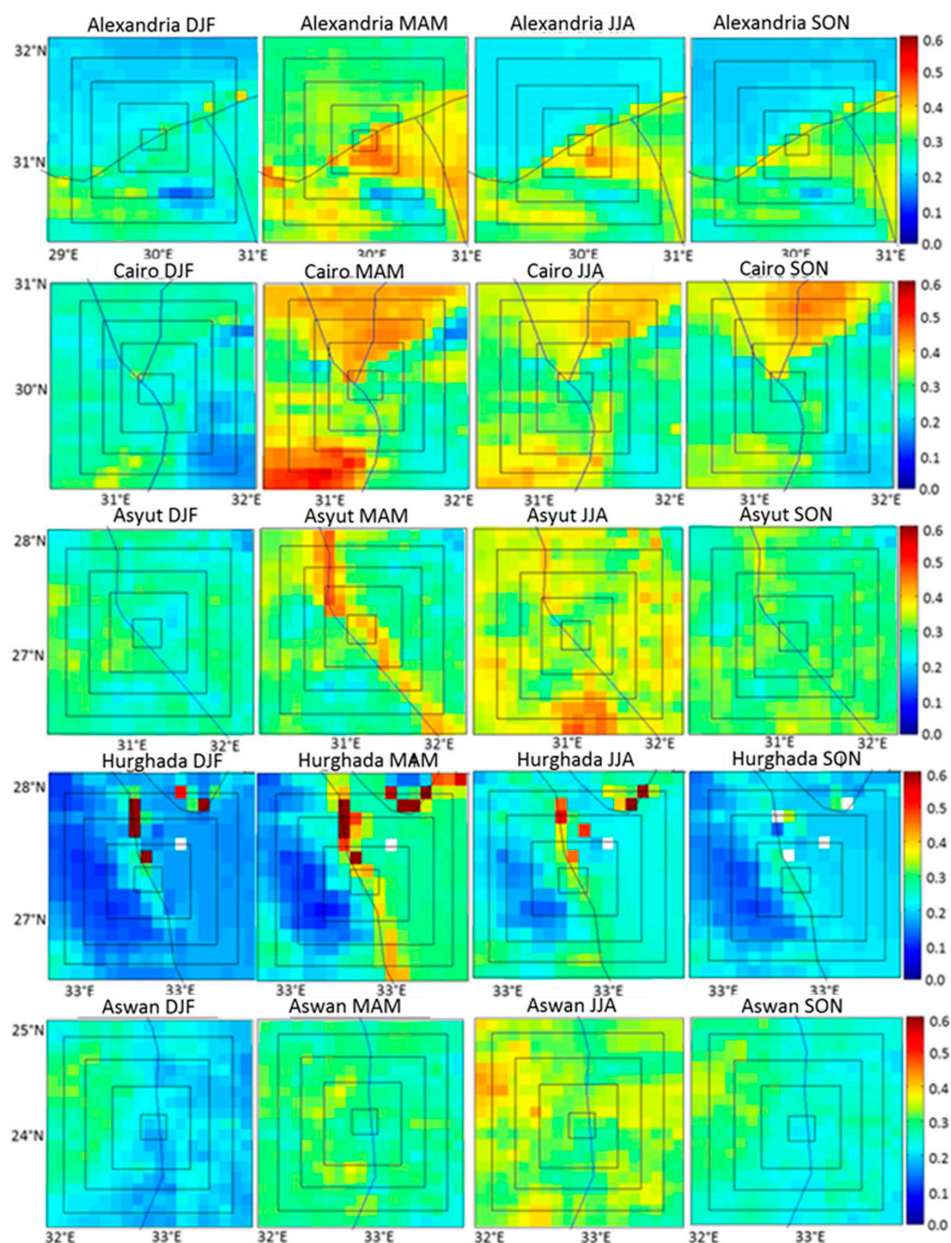 Alexandria DJF Alexandria MAM Alexandria JJA Alexandria SON
32°N 0.6
0.5
0.4
31°N 0.3
0.2
0.1
0.0
29°E 30°E 31°E 30°E 31°E 30°E 31°E 30°E 31°E
Cairo DJF Cairo MAM Cairo JJA Cairo SON
31°N 0.6
0.5
0.4
30°N 0.3
0.2
0.1
0.0
31°E 32°E 31°E 32°E 31°E 32°E 31°E 32°E
Asyut DJF Asyut MAM Asyut JJA Asyut SON
28°N 0.6
0.5
0.4
27°N 0.3
0.2
0.1
0.0
31°E 32°E 31°E 32°E 31°E 32°E 31°E 32°E
Hurghada DJF Hurghada MAM Hurghada JJA Hurghada SON
28°N 0.6
0.5
0.4
0.3
27°N 0.2
0.1
0.0
33°E 34°E 33°E 34°E 33°E 34°E 33°E 34°E
Aswan DJF Aswan MAM Aswan JJA Aswan SON
25°N 0.6
0.5
0.4
24°N 0.3
0.2
0.1
0.0
32°E 33°E 32°E 33°E 32°E 33°E 32°E 33°E